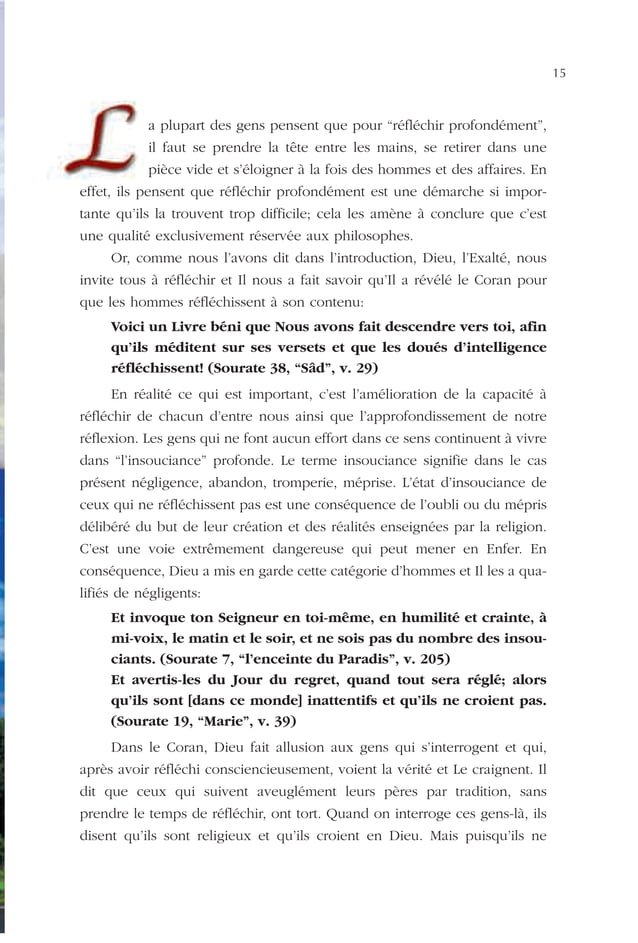 15
La plupart des gens pensent que pour “réfléchir profondément”,
il faut se prendre la tête entre les mains, se retirer dans une
pièce vide et s’éloigner à la fois des hommes et des affaires. En
effet, ils pensent que réfléchir profondément est une démarche si impor-
tante qu’ils la trouvent trop difficile; cela les amène à conclure que c’est
une qualité exclusivement réservée aux philosophes.
Or, comme nous l’avons dit dans l’introduction, Dieu, l’Exalté, nous
invite tous à réfléchir et Il nous a fait savoir qu’Il a révélé le Coran pour
que les hommes réfléchissent à son contenu:
Voici un Livre béni que Nous avons fait descendre vers toi, afin
qu’ils méditent sur ses versets et que les doués d’intelligence
réfléchissent! (Sourate 38, “Sâd”, v. 29)
En réalité ce qui est important, c’est l’amélioration de la capacité à
réfléchir de chacun d’entre nous ainsi que l’approfondissement de notre
réflexion. Les gens qui ne font aucun effort dans ce sens continuent à vivre
dans “l’insouciance” profonde. Le terme insouciance signifie dans le cas
présent négligence, abandon, tromperie, méprise. L’état d’insouciance de
ceux qui ne réfléchissent pas est une conséquence de l’oubli ou du mépris
délibéré du but de leur création et des réalités enseignées par la religion.
C’est une voie extrêmement dangereuse qui peut mener en Enfer. En
conséquence, Dieu a mis en garde cette catégorie d’hommes et Il les a qua-
lifiés de négligents:
Et invoque ton Seigneur en toi-même, en humilité et crainte, à
mi-voix, le matin et le soir, et ne sois pas du nombre des insou-
ciants. (Sourate 7, “l’enceinte du Paradis”, v. 205)
Et avertis-les du Jour du regret, quand tout sera réglé; alors
qu’ils sont [dans ce monde] inattentifs et qu’ils ne croient pas.
(Sourate 19, “Marie”, v. 39)
Dans le Coran, Dieu fait allusion aux gens qui s’interrogent et qui,
après avoir réfléchi consciencieusement, voient la vérité et Le craignent. Il
dit que ceux qui suivent aveuglément leurs pères par tradition, sans
prendre le temps de réfléchir, ont tort. Quand on interroge ces gens-là, ils
disent qu’ils sont religieux et qu’ils croient en Dieu. Mais puisqu’ils ne